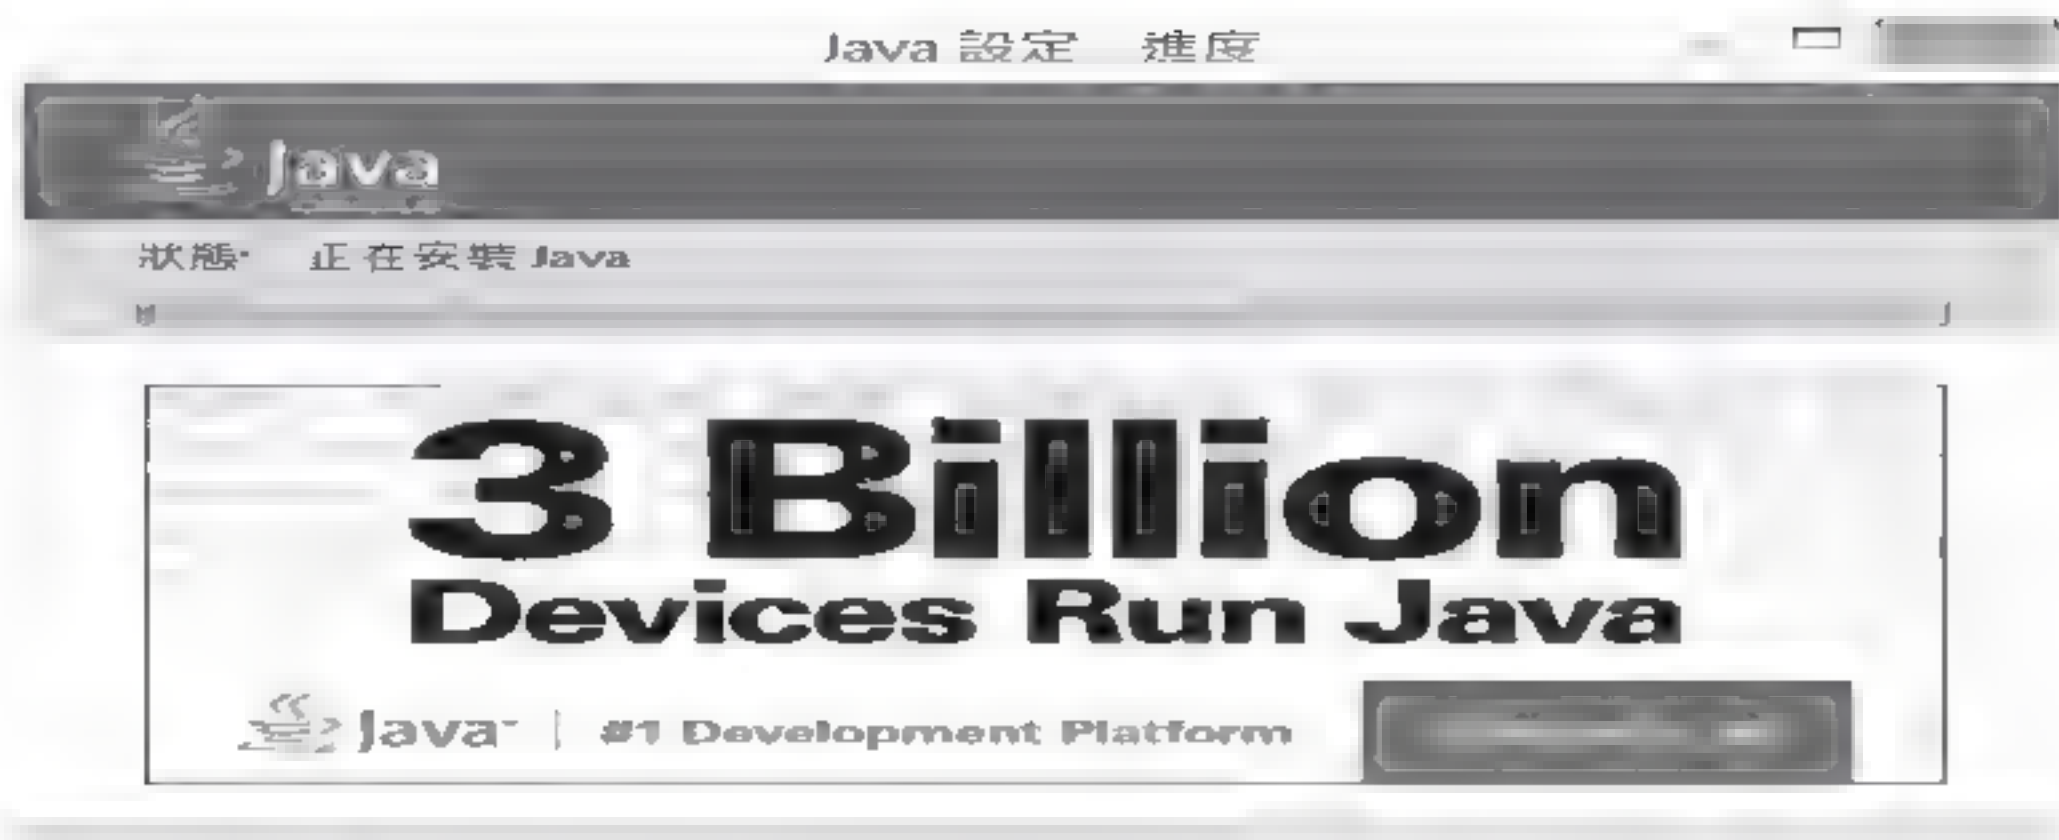 Java 設定 進度
Java
狀態: 正在安裝 Java
3 Billion
Devices Run Java
Java | #1 Development Platform